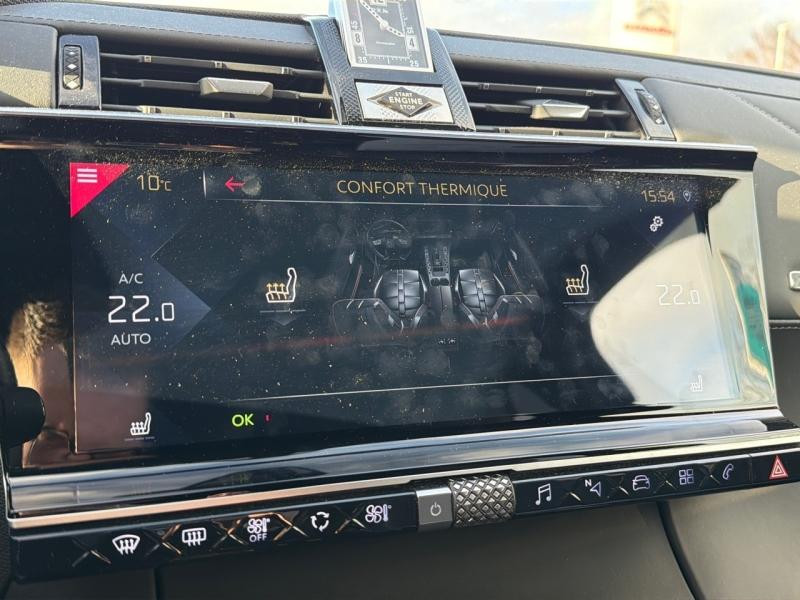 START
ENGINE
STOP
10°C
CONFORT THERMIQUE
15:54
A/C
22.0
AUTO
22.0
OK
OFF
N